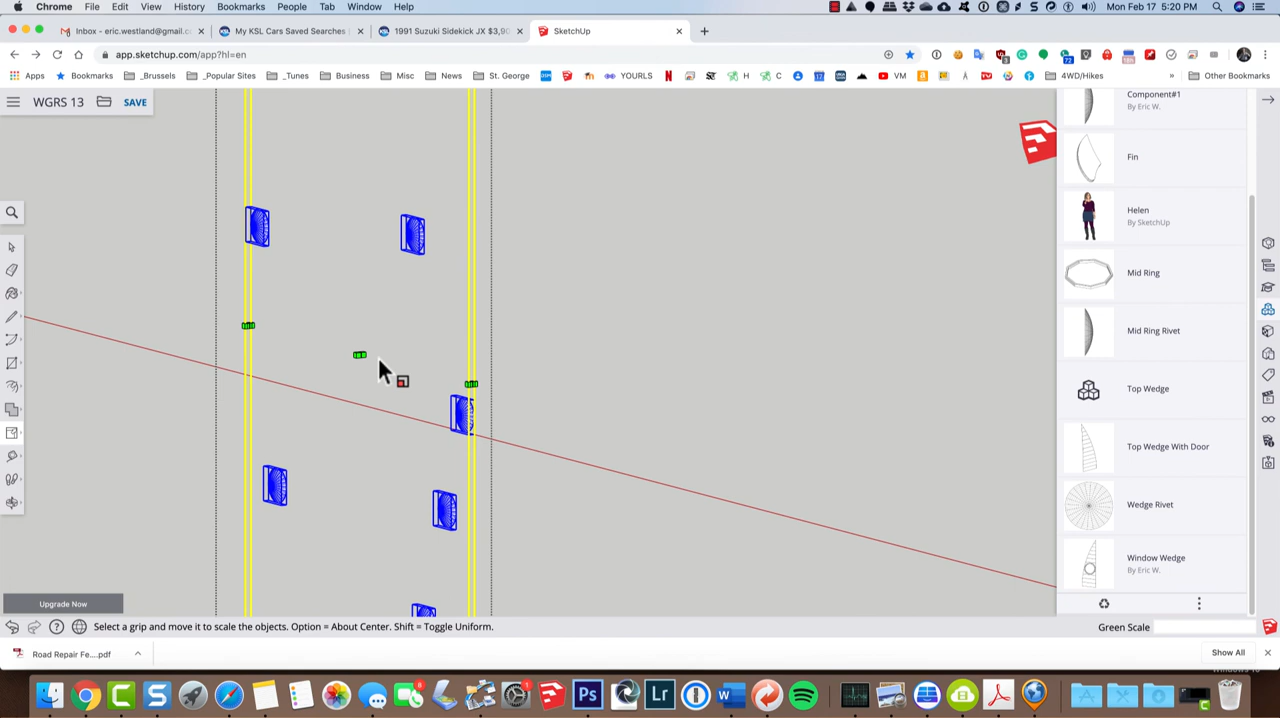 Chrome File Edit View History Bookmarks People Tab Window Help Mon Feb 17 5:20 PM
Inbox - eric.westland@gmail.c My KSL Cars Saved Searches | 1991 Suzuki Sidekick JX $3,90 SketchUp
app.sketchup.com/app?hl=en
Apps Bookmarks _Brussels _Popular Sites _Tunes Business Misc News St. George YOURLS H C VM 4WD/Hikes » Other Bookmarks
WGRS 13 SAVE
Component#1
By Eric W.
Fin
Helen
By SketchUp
Mid Ring
Mid Ring Rivet
Top Wedge
Top Wedge With Door
Wedge Rivet
Window Wedge
By Eric W.
Upgrade Now
Select a grip and move it to scale the objects. Option = About Center. Shift = Toggle Uniform. Green Scale
Road Repair Fe....pdf Show All
Ps Lr W